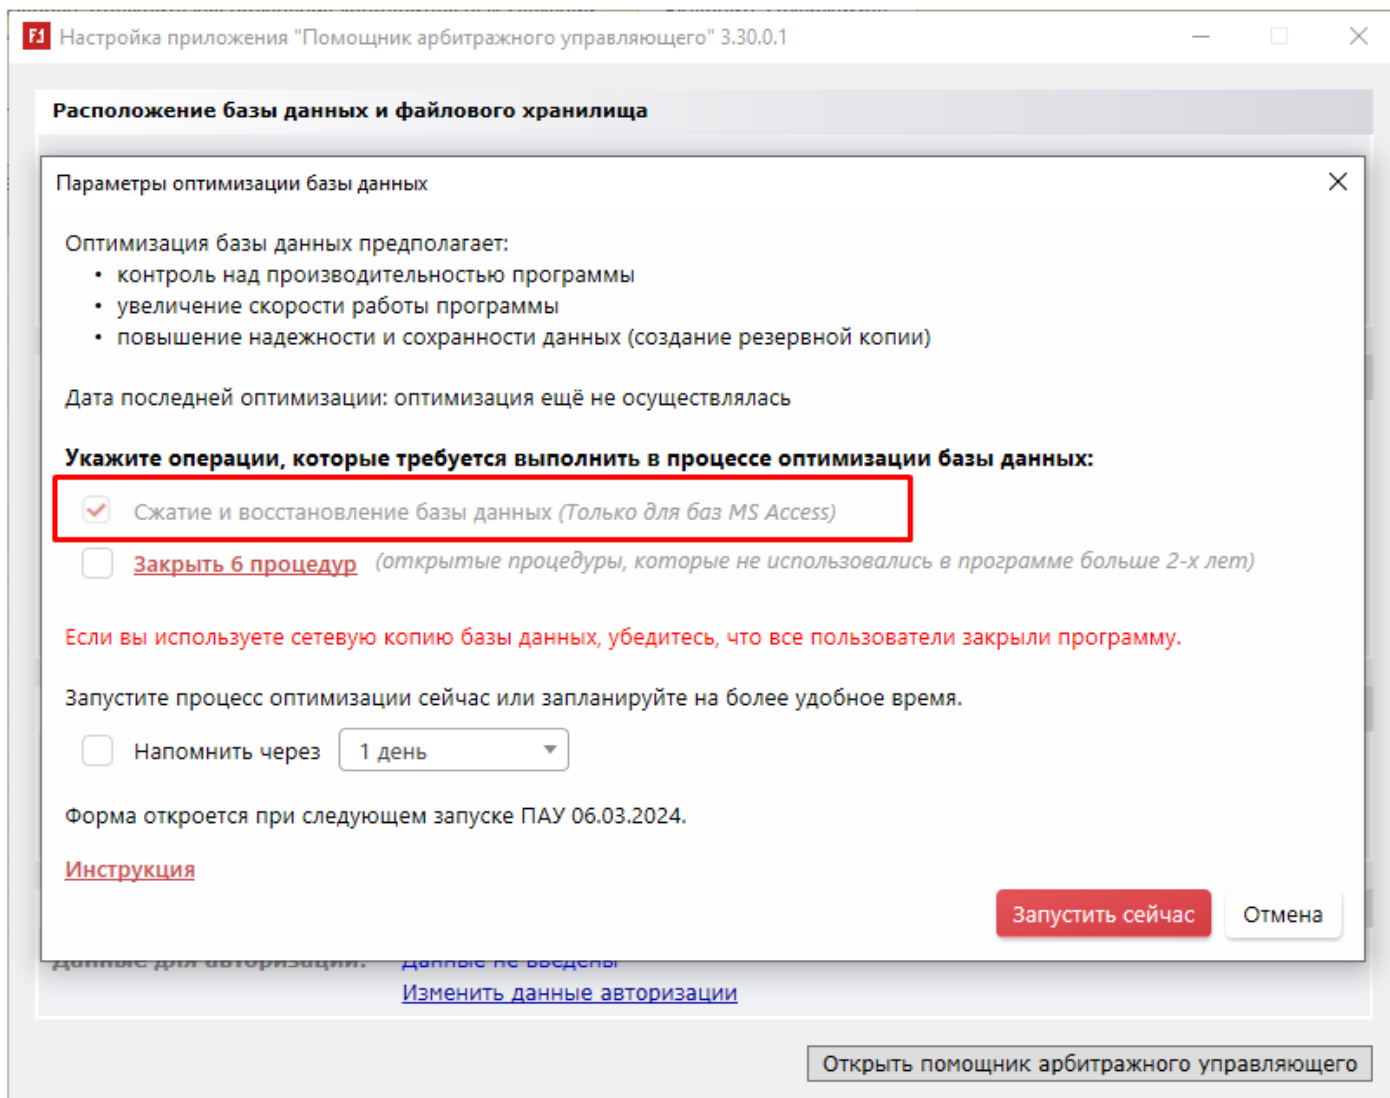 F1 Настройка приложения "Помощник арбитражного управляющего" 3.30.0.1
Расположение базы данных и файлового хранилища
Параметры оптимизации базы данных
Оптимизация базы данных предполагает:
• контроль над производительностью программы
• увеличение скорости работы программы
• повышение надежности и сохранности данных (создание резервной копии)
Дата последней оптимизации: оптимизация ещё не осуществлялась
Укажите операции, которые требуется выполнить в процессе оптимизации базы данных:
Сжатие и восстановление базы данных (Только для баз MS Access)
Закрыть 6 процедур (открытые процедуры, которые не использовались в программе больше 2-х лет)
Если вы используете сетевую копию базы данных, убедитесь, что все пользователи закрыли программу.
Запустите процесс оптимизации сейчас или запланируйте на более удобное время.
Напомнить через 1 день
Форма откроется при следующем запуске ПАУ 06.03.2024.
Инструкция
Запустить сейчас Отмена
Данные для авторизации: Данные не введены
Изменить данные авторизации
Открыть помощник арбитражного управляющего